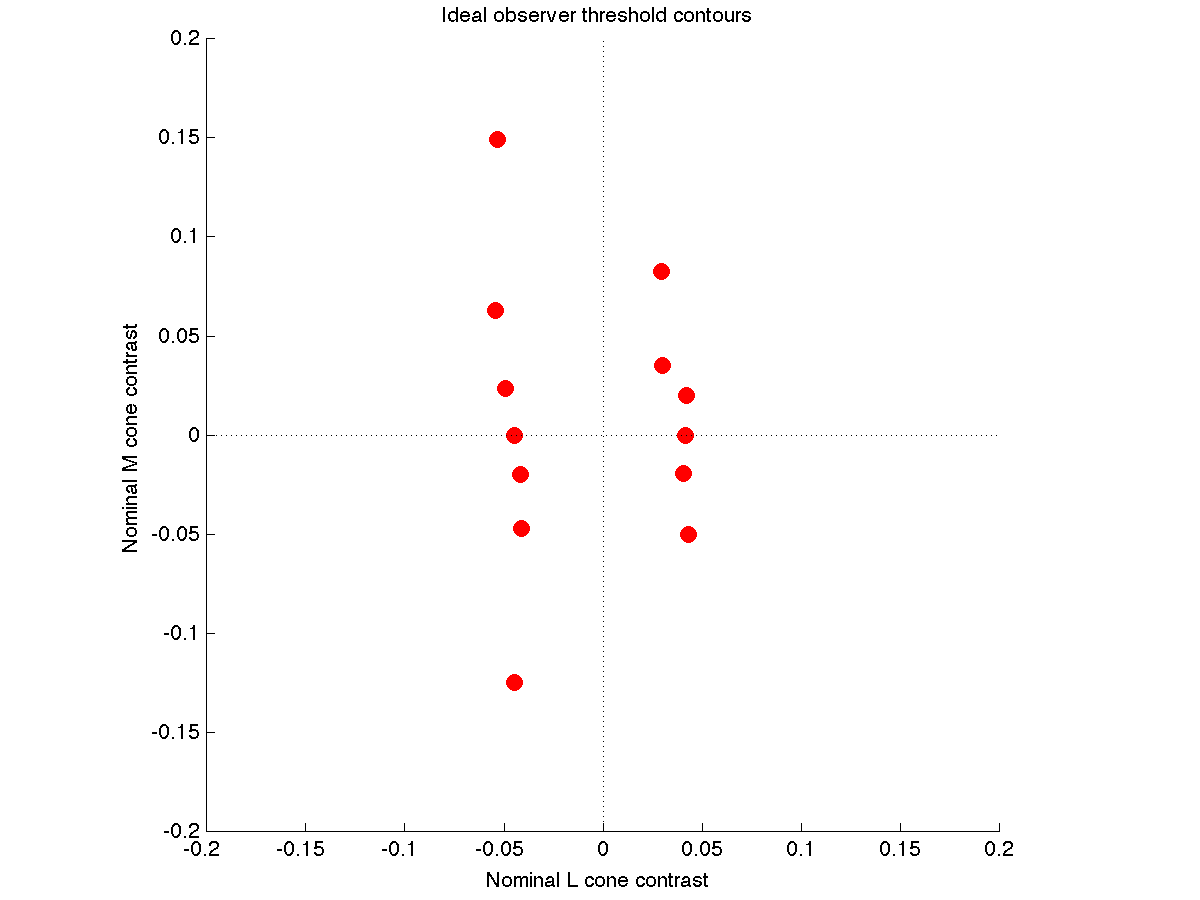 Ideal observer threshold contours
0.2
0.15
0.1
0.05
0
-0.05
-0.1
-0.15
-0.2
Nominal M cone contrast
-0.2 -0.15 -0.1 -0.05 0 0.05 0.1 0.15 0.2
Nominal L cone contrast